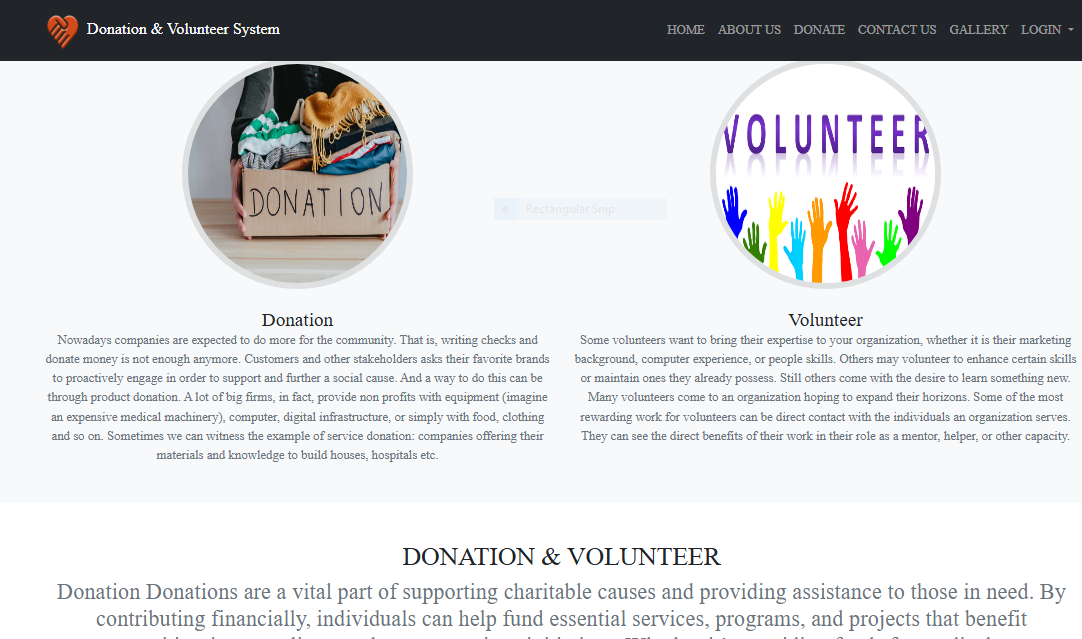 Donation & Volunteer System
HOME ABOUT US DONATE CONTACT US GALLERY LOGIN
DONATION
VOLUNTEER
Rectangular Snip
Donation
Nowadays companies are expected to do more for the community. That is, writing checks and
donate money is not enough anymore. Customers and other stakeholders asks their favorite brands
to proactively engage in order to support and further a social cause. And a way to do this can be
through product donation. A lot of big firms, in fact, provide non profits with equipment (imagine
an expensive medical machinery), computer, digital infrastructure, or simply with food, clothing
and so on. Sometimes we can witness the example of service donation: companies offering their
materials and knowledge to build houses, hospitals etc.
Volunteer
Some volunteers want to bring their expertise to your organization, whether it is their marketing
background, computer experience, or people skills. Others may volunteer to enhance certain skills
or maintain ones they already possess. Still others come with the desire to learn something new.
Many volunteers come to an organization hoping to expand their horizons. Some of the most
rewarding work for volunteers can be direct contact with the individuals an organization serves.
They can see the direct benefits of their work in their role as a mentor, helper, or other capacity.
DONATION & VOLUNTEER
Donation Donations are a vital part of supporting charitable causes and providing assistance to those in need. By
contributing financially, individuals can help fund essential services, programs, and projects that benefit